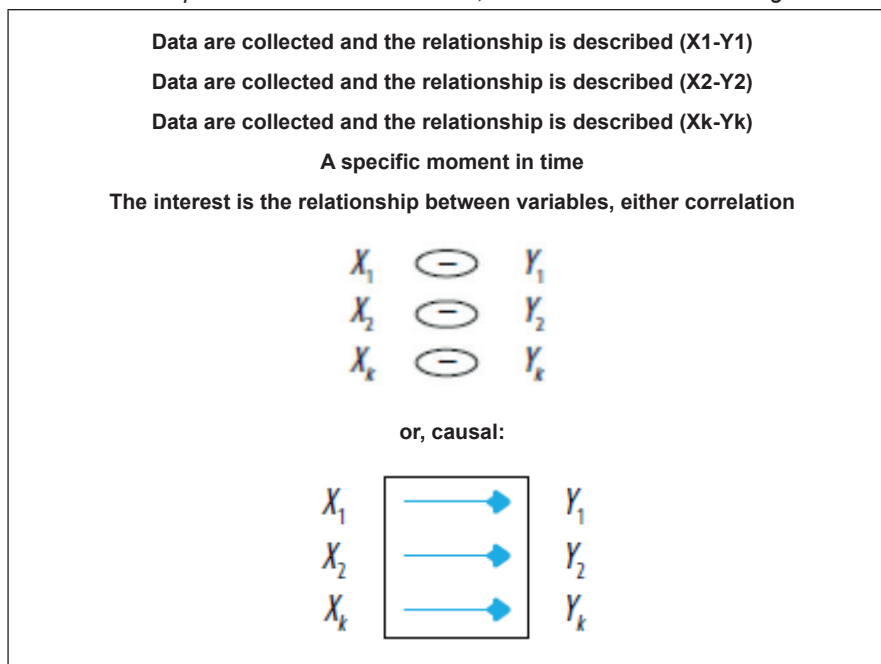 Data are collected and the relationship is described (X1-Y1)
Data are collected and the relationship is described (X2-Y2)
Data are collected and the relationship is described (Xk-Yk)
A specific moment in time
The interest is the relationship between variables, either correlation
X₁ − Y₁
X₂ − Y₂
Xₖ − Yₖ
or, causal:
X₁ Y₁
X₂ Y₂
Xₖ Yₖ